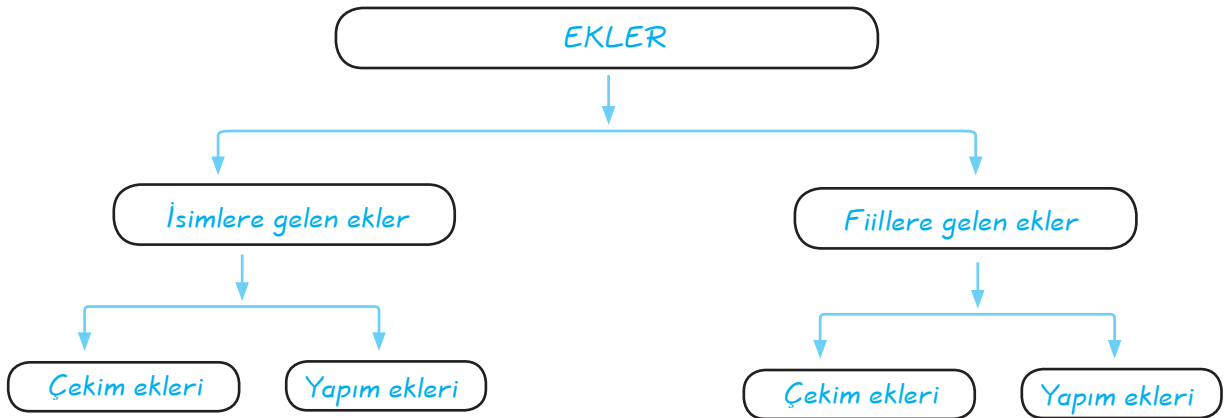 EKLER
İsimlere gelen ekler
Fiillere gelen ekler
Çekim ekleri
Yapım ekleri
Çekim ekleri
Yapım ekleri